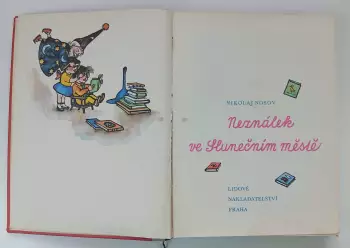 NIKOLAJ NOSOV
Neználek
ve Slunečním městě
LIDOVÉ
NAKLADATELSTVÍ
PRAHA